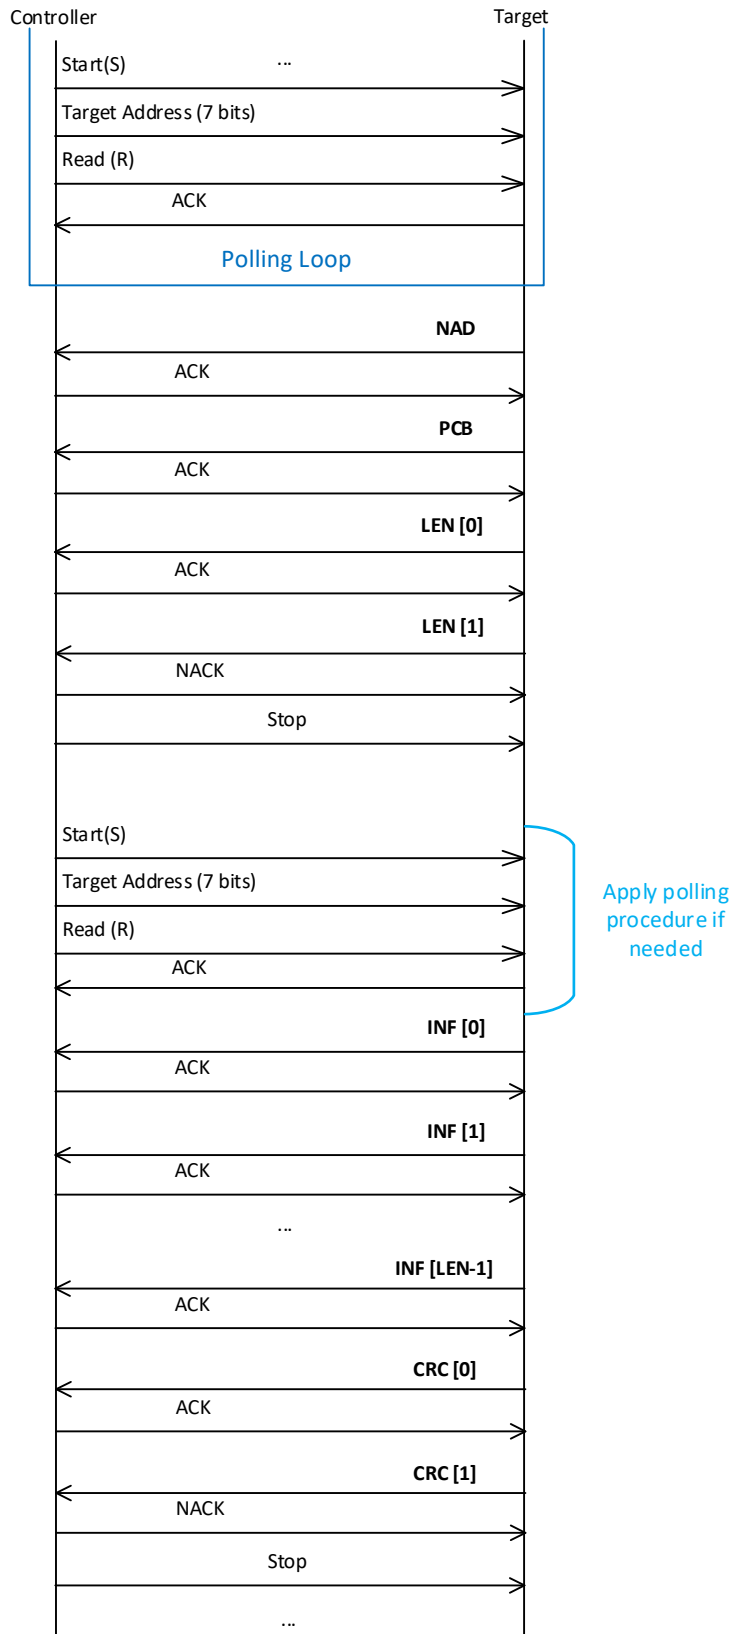 Controller
Target
Start(S)
...
Target Address (7 bits)
Read (R)
ACK
Polling Loop
NAD
ACK
PCB
ACK
LEN [0]
ACK
LEN [1]
NACK
Stop
Start(S)
Target Address (7 bits)
Read (R)
ACK
Apply polling
procedure if
needed
INF [0]
ACK
INF [1]
ACK
...
INF [LEN-1]
ACK
CRC [0]
ACK
CRC [1]
NACK
Stop
...